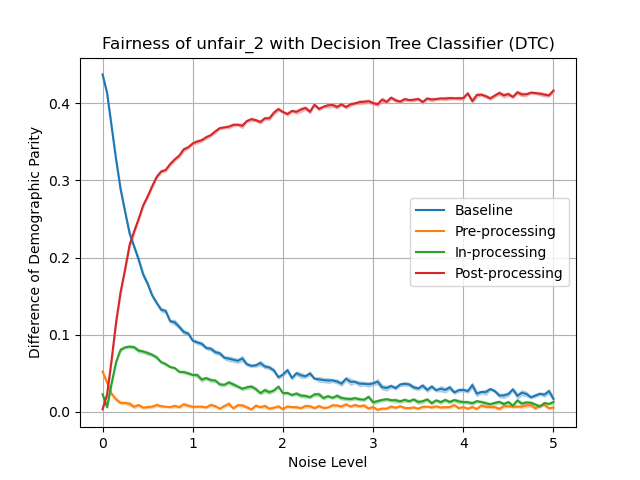 Fairness of unfair_2 with Decision Tree Classifier (DTC)
Difference of Demographic Parity
0.4
0.3
0.2
0.1
0.0
Baseline
Pre-processing
In-processing
Post-processing
0 1 2 3 4 5
Noise Level